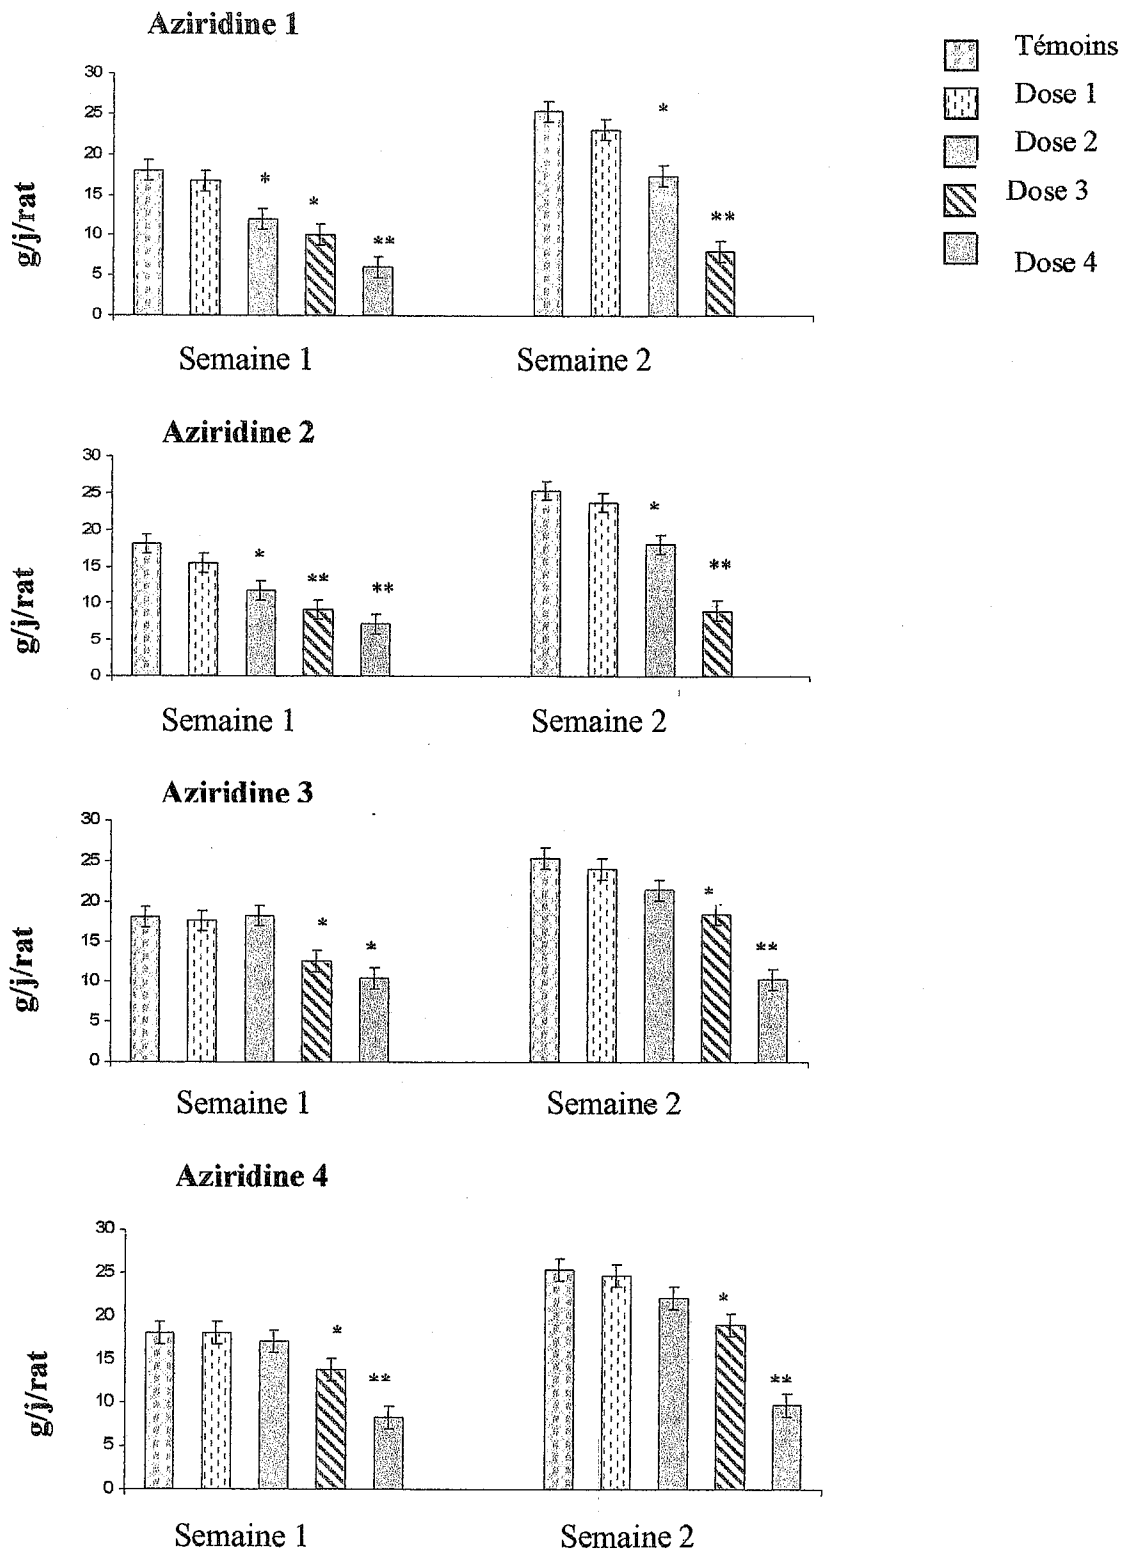 Aziridine 1
Témoins
Dose 1
Dose 2
Dose 3
Dose 4
g/j/rat
30
25
20
15
10
5
0
* * ** * **
Semaine 1 Semaine 2
Aziridine 2
g/j/rat
30
25
20
15
10
5
0
* ** ** * **
Semaine 1 Semaine 2
Aziridine 3
g/j/rat
30
25
20
15
10
5
0
* * * **
Semaine 1 Semaine 2
Aziridine 4
g/j/rat
30
25
20
15
10
5
0
* ** * **
Semaine 1 Semaine 2